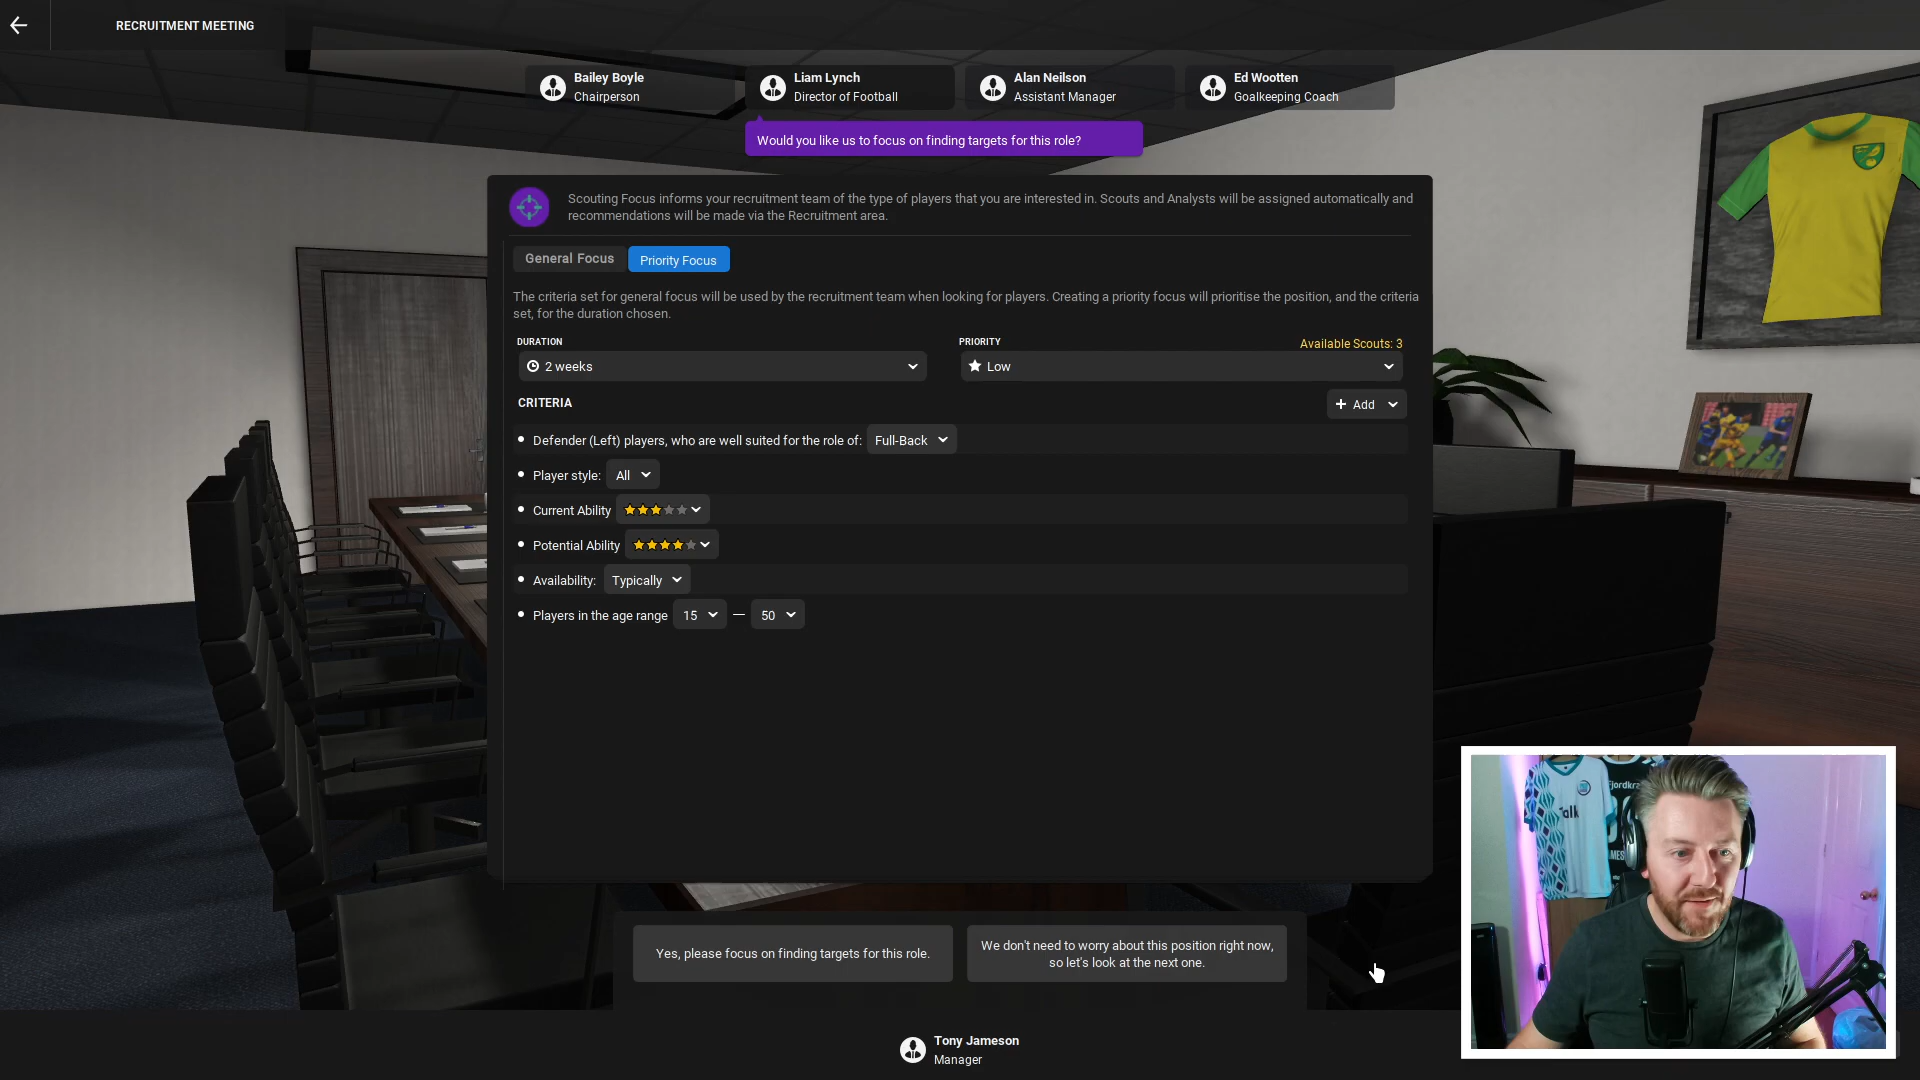 RECRUITMENT MEETING
Bailey Boyle
Chairperson
Liam Lynch
Director of Football
Alan Neilson
Assistant Manager
Ed Wootten
Goalkeeping Coach
Would you like us to focus on finding targets for this role?
Scouting Focus informs your recruitment team of the type of players that you are interested in. Scouts and Analysts will be assigned automatically and
recommendations will be made via the Recruitment area.
General Focus
Priority Focus
The criteria set for general focus will be used by the recruitment team when looking for players. Creating a priority focus will prioritise the position, and the criteria
set, for the duration chosen.
DURATION
PRIORITY
Available Scouts: 3
2 weeks
Low
CRITERIA
+ Add
• Defender (Left) players, who are well suited for the role of: Full-Back
• Player style: All
• Current Ability
• Potential Ability
• Availability: Typically
• Players in the age range 15 — 50
Yes, please focus on finding targets for this role.
We don't need to worry about this position right now,
so let's look at the next one.
Tony Jameson
Manager
Talk